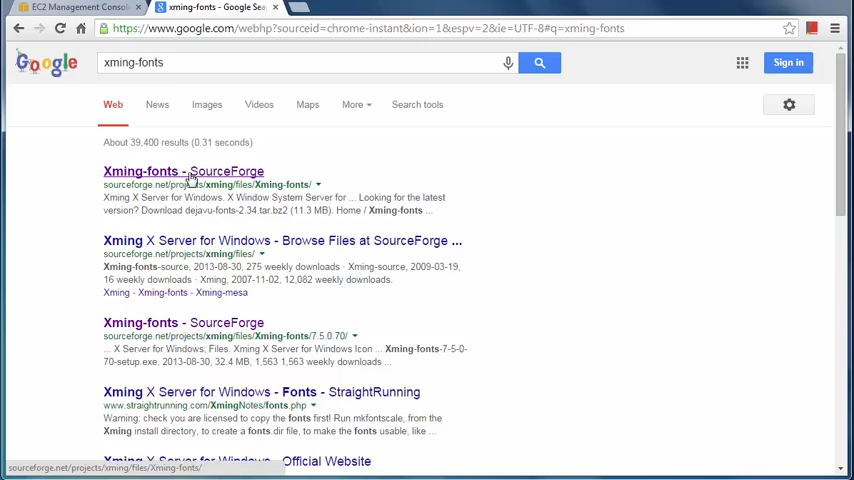 EC2 Management Console
xming-fonts - Google Sea
https://www.google.com/webhp?sourceid=chrome-instant&ion=1&espv=2&ie=UTF-8#q=xming-fonts
Google
xming-fonts
Sign in
Web News Images Videos Maps More Search tools
About 39,400 results (0.31 seconds)
Xming-fonts - SourceForge
sourceforge.net/projects/xming/files/Xming-fonts/
Xming X Server for Windows. X Window System Server for ... Looking for the latest
version? Download dejavu-fonts-2.34.tar.bz2 (11.3 MB). Home / Xming-fonts ...
Xming X Server for Windows - Browse Files at SourceForge ...
sourceforge.net/projects/xming/files/
Xming-fonts-source, 2013-08-30, 275 weekly downloads · Xming-source, 2009-03-19,
16 weekly downloads · Xming, 2007-11-02, 12,082 weekly downloads.
Xming - Xming-fonts - Xming-mesa
Xming-fonts - SourceForge
sourceforge.net/projects/xming/files/Xming-fonts/7.5.0.70/
... X Server for Windows; Files. Xming X Server for Windows Icon ... Xming-fonts-7-5-0-
70-setup.exe, 2013-08-30, 32.4 MB, 1,563 1,563 weekly downloads ...
Xming X Server for Windows - Fonts - StraightRunning
www.straightrunning.com/XmingNotes/fonts.php
Warning: check you are licensed to copy the fonts first! Run mkfontscale, from the
Xming install directory, to create a fonts.dir file, to make the fonts usable, like ...
Xming X Server for Windows - Official Website
sourceforge.net/projects/xming/files/Xming-fonts/